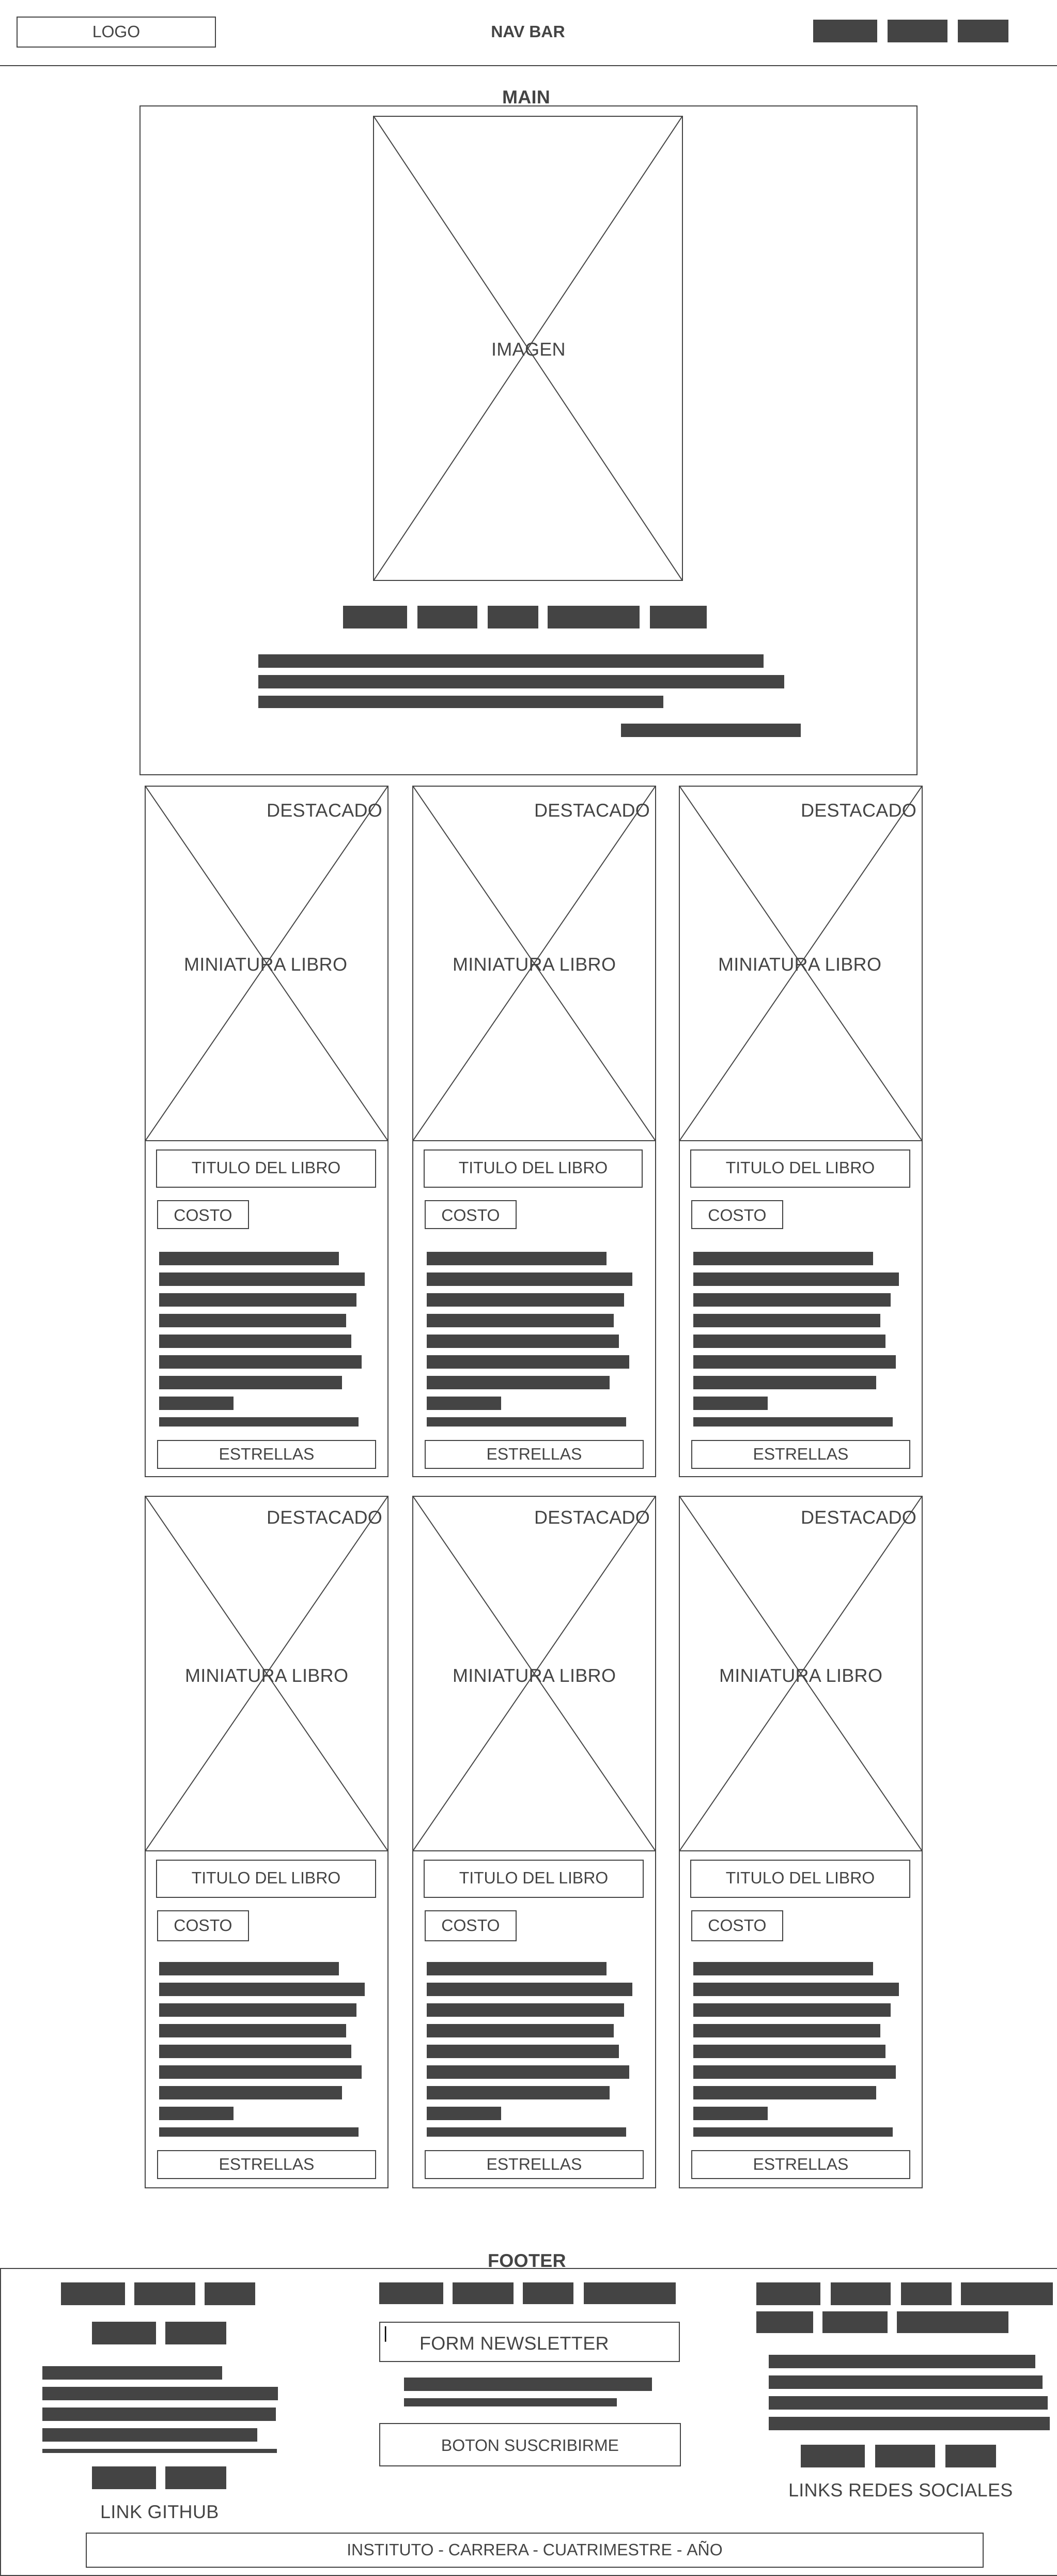 LOGO
NAV BAR
MAIN
IMAGEN
DESTACADO
DESTACADO
DESTACADO
MINIATURA LIBRO
MINIATURA LIBRO
MINIATURA LIBRO
TITULO DEL LIBRO
TITULO DEL LIBRO
TITULO DEL LIBRO
COSTO
COSTO
COSTO
ESTRELLAS
ESTRELLAS
ESTRELLAS
DESTACADO
DESTACADO
DESTACADO
MINIATURA LIBRO
MINIATURA LIBRO
MINIATURA LIBRO
TITULO DEL LIBRO
TITULO DEL LIBRO
TITULO DEL LIBRO
COSTO
COSTO
COSTO
ESTRELLAS
ESTRELLAS
ESTRELLAS
FOOTER
FORM NEWSLETTER
BOTON SUSCRIBIRME
LINKS REDES SOCIALES
LINK GITHUB
INSTITUTO - CARRERA - CUATRIMESTRE - AÑO